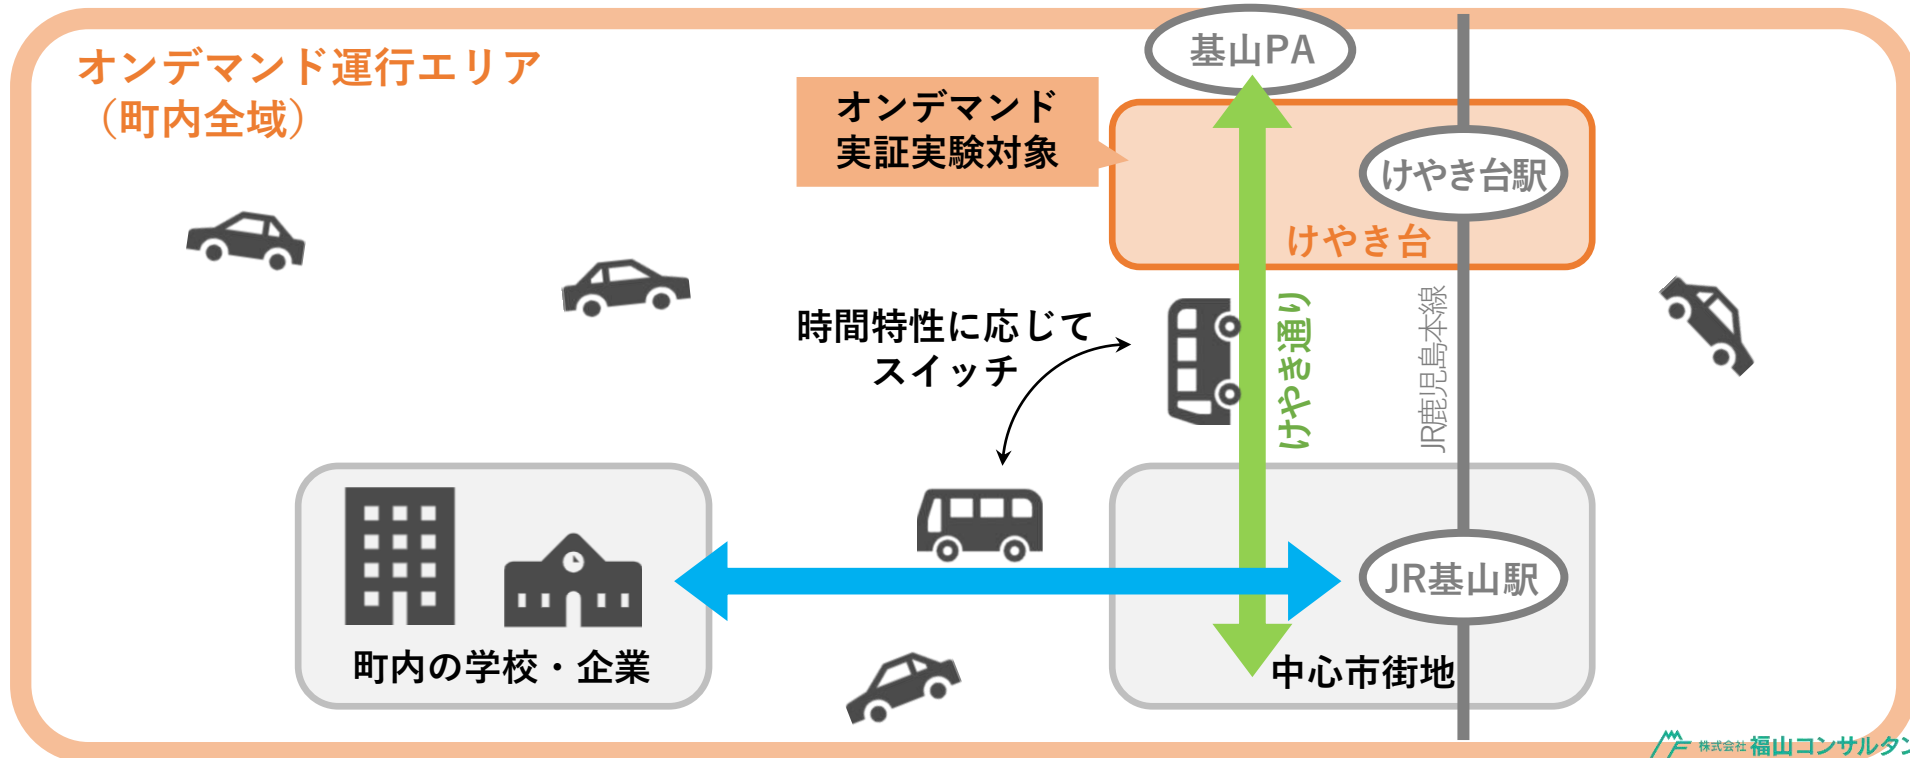 オンデマンド運行エリア
（町内全域）
基山PA
オンデマンド
実証実験対象
けやき台駅
けやき台
時間特性に応じて
スイッチ
けやき通り
JR鹿児島本線
JR基山駅
町内の学校・企業
中心市街地
株式会社 福山コンサルタン